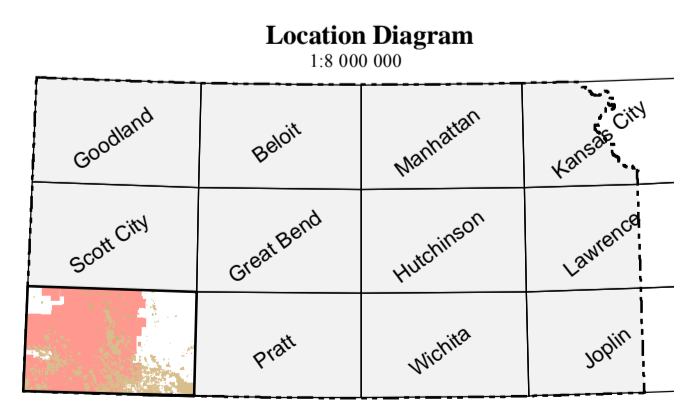 Location Diagram
1:8 000 000
Goodland
Beloit
Manhattan
Kansas City
Scott City
Great Bend
Hutchinson
Lawrence
Pratt
Wichita
Joplin